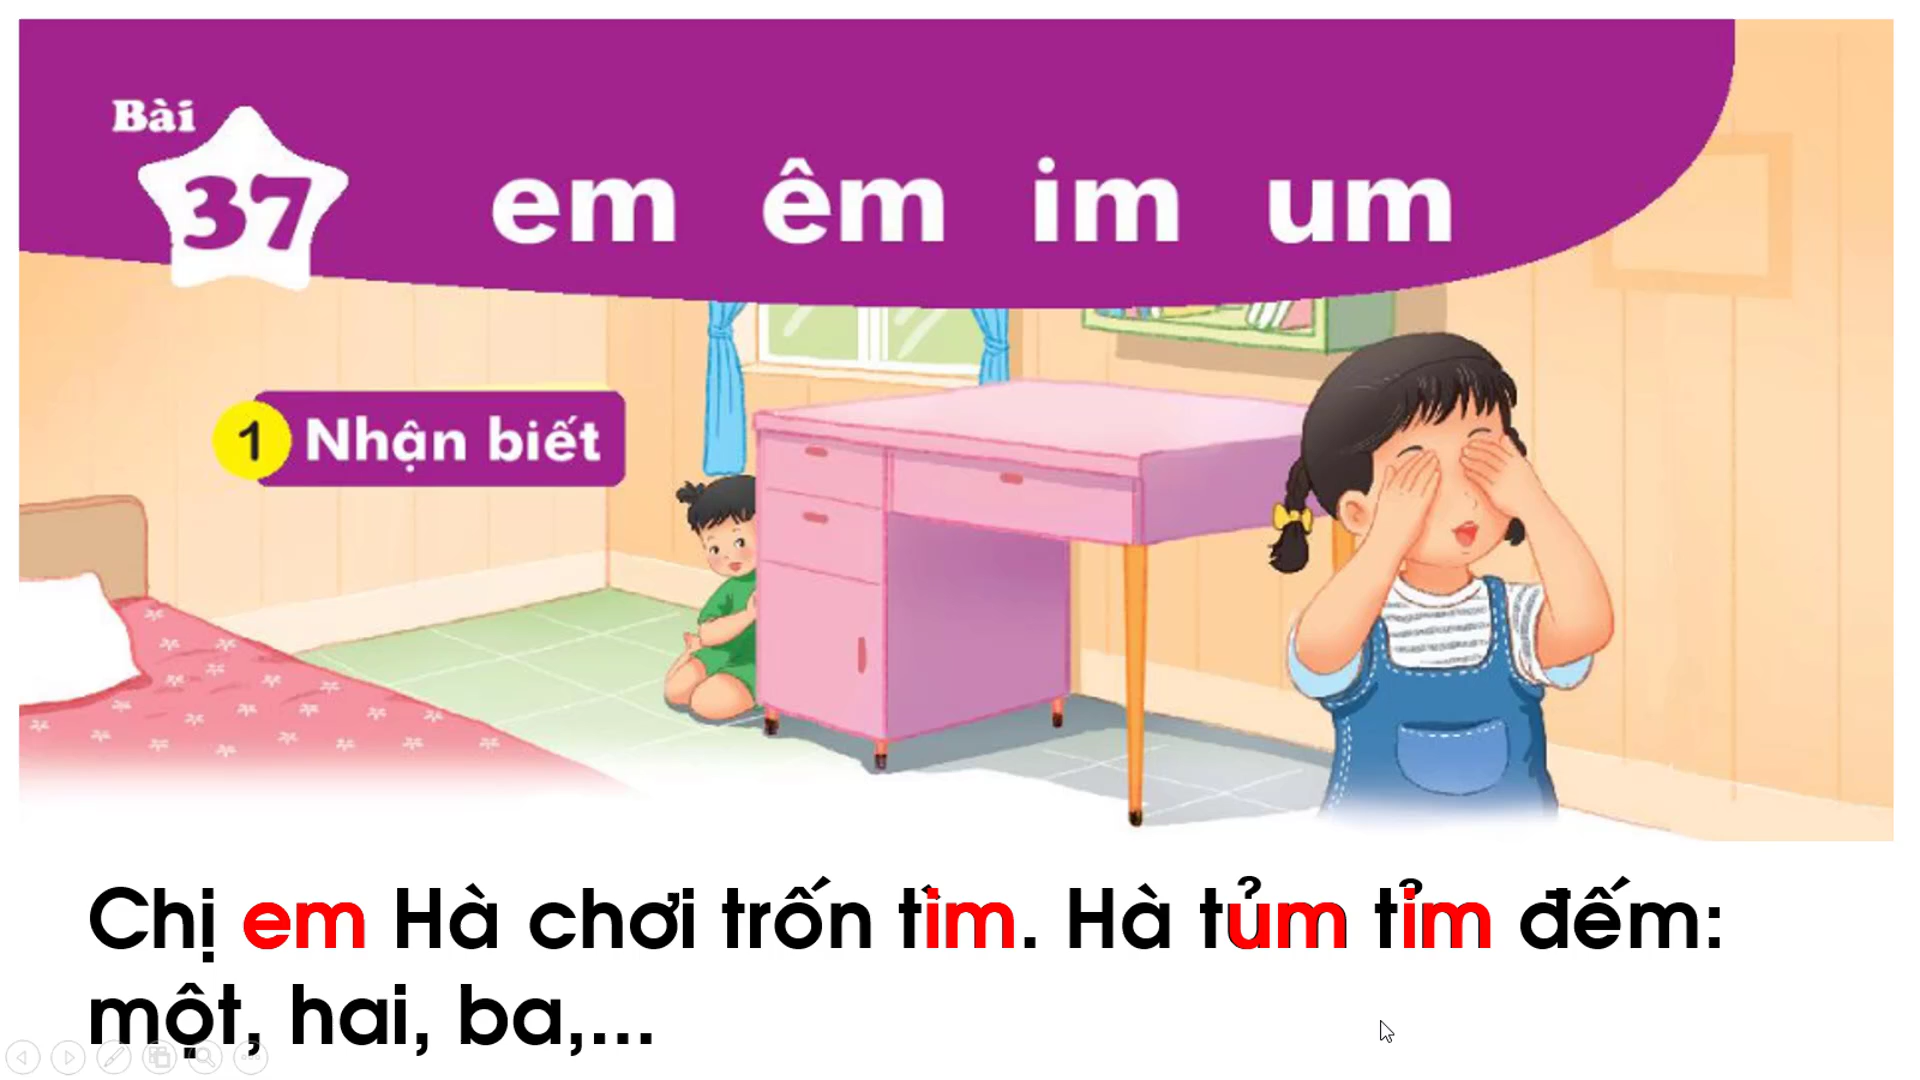 Bài
37 em êm im um
1 Nhận biết
Chị em Hà chơi trốn tìm. Hà tủm tỉm đếm:
một, hai, ba,...